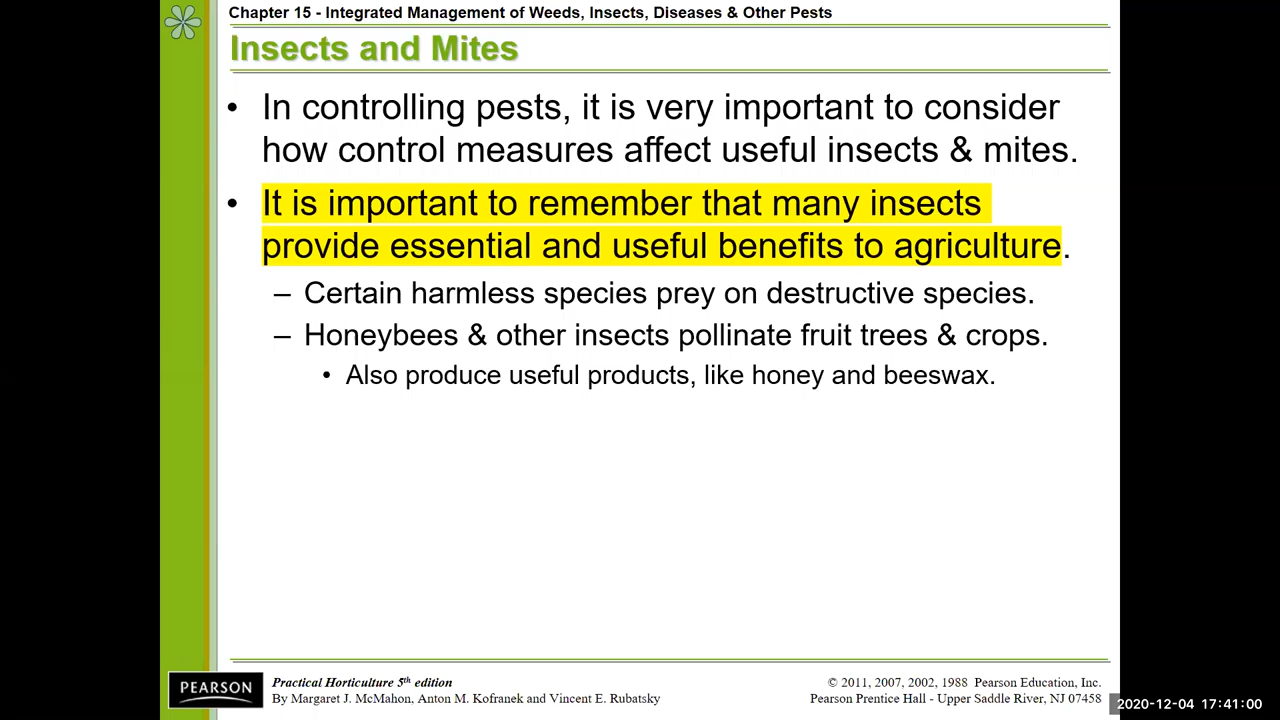 Chapter 15 - Integrated Management of Weeds, Insects, Diseases & Other Pests
Insects and Mites
• In controlling pests, it is very important to consider
how control measures affect useful insects & mites.
• It is important to remember that many insects
provide essential and useful benefits to agriculture.
– Certain harmless species prey on destructive species.
– Honeybees & other insects pollinate fruit trees & crops.
• Also produce useful products, like honey and beeswax.
PEARSON
Practical Horticulture 5th edition
By Margaret J. McMahon, Anton M. Kofranek and Vincent E. Rubatsky
© 2011, 2007, 2002, 1988 Pearson Education, Inc.
Pearson Prentice Hall - Upper Saddle River, NJ 07458
2020-12-04 17:41:00